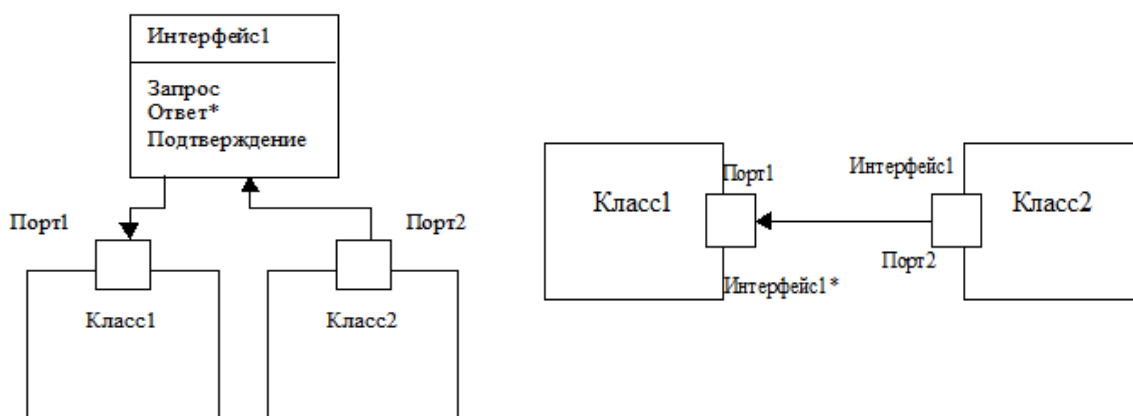 Интерфейс1
Запрос
Ответ*
Подтверждение
Порт1
Порт2
Класс1
Класс2
Порт1
Интерфейс1
Класс1
Класс2
Порт2
Интерфейс1*